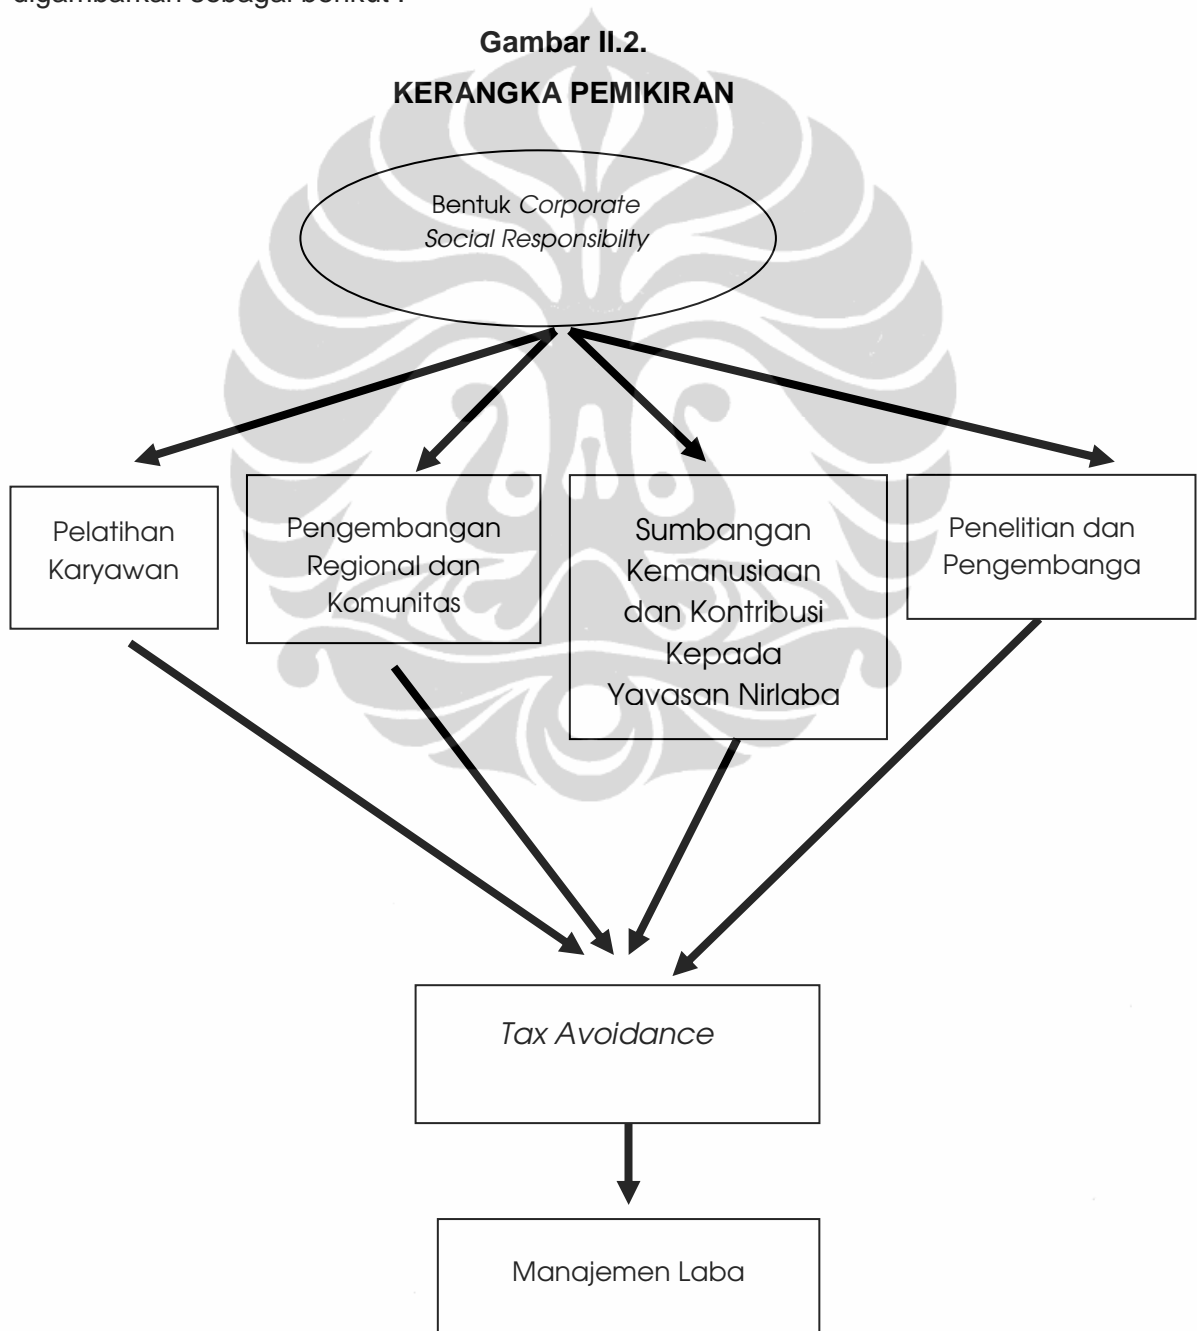 digambarkan sebagai berikut :
Gambar II.2.
KERANGKA PEMIKIRAN
Bentuk Corporate
Social Responsibilty
Pelatihan
Karyawan
Pengembangan
Regional dan
Komunitas
Sumbangan
Kemanusiaan
dan Kontribusi
Kepada
Yayasan Nirlaba
Penelitian dan
Pengembanga
Tax Avoidance
Manajemen Laba